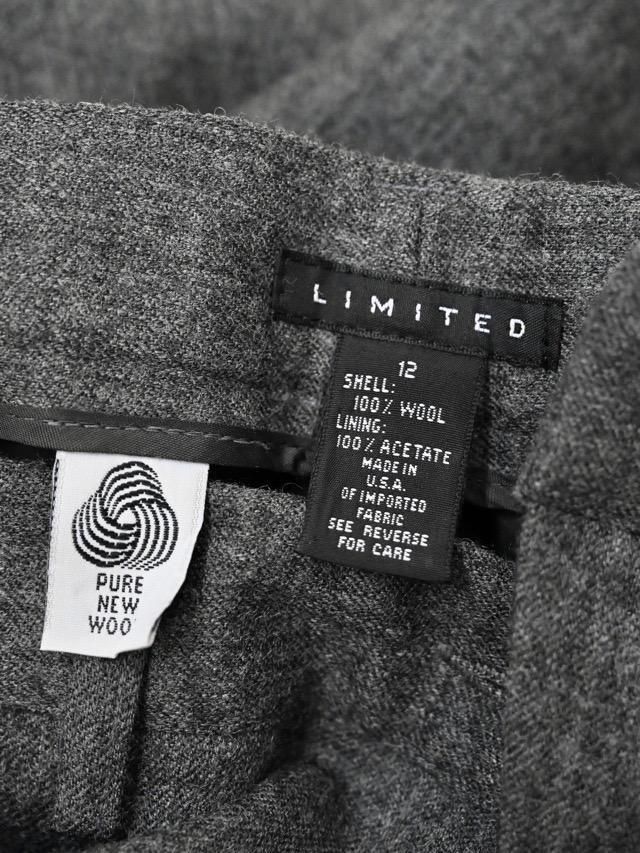 LIMITED
12
SHELL:
100% WOOL
LINING:
100% ACETATE
MADE IN
U.S.A.
OF IMPORTED
FABRIC
SEE REVERSE
FOR CARE
PURE
NEW
WOO